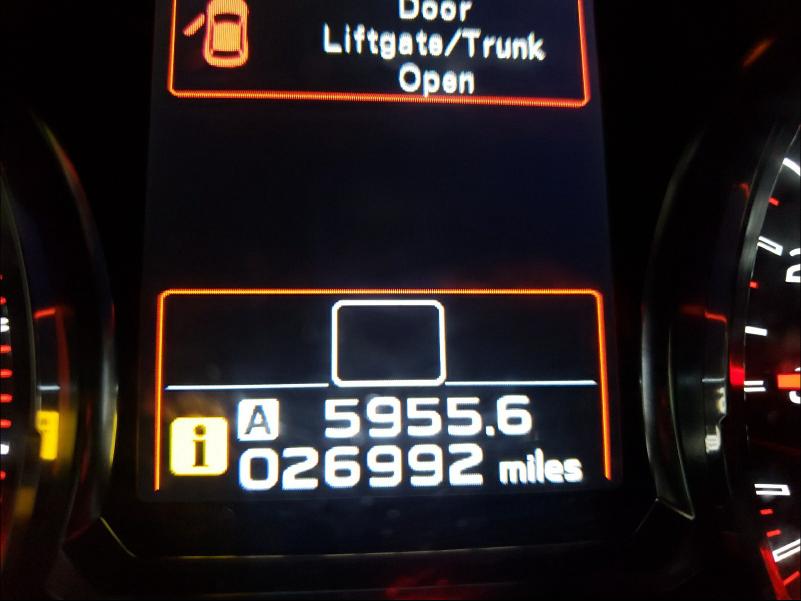 Door
Liftgate/Trunk
Open
A 5955.6
i 026992 miles